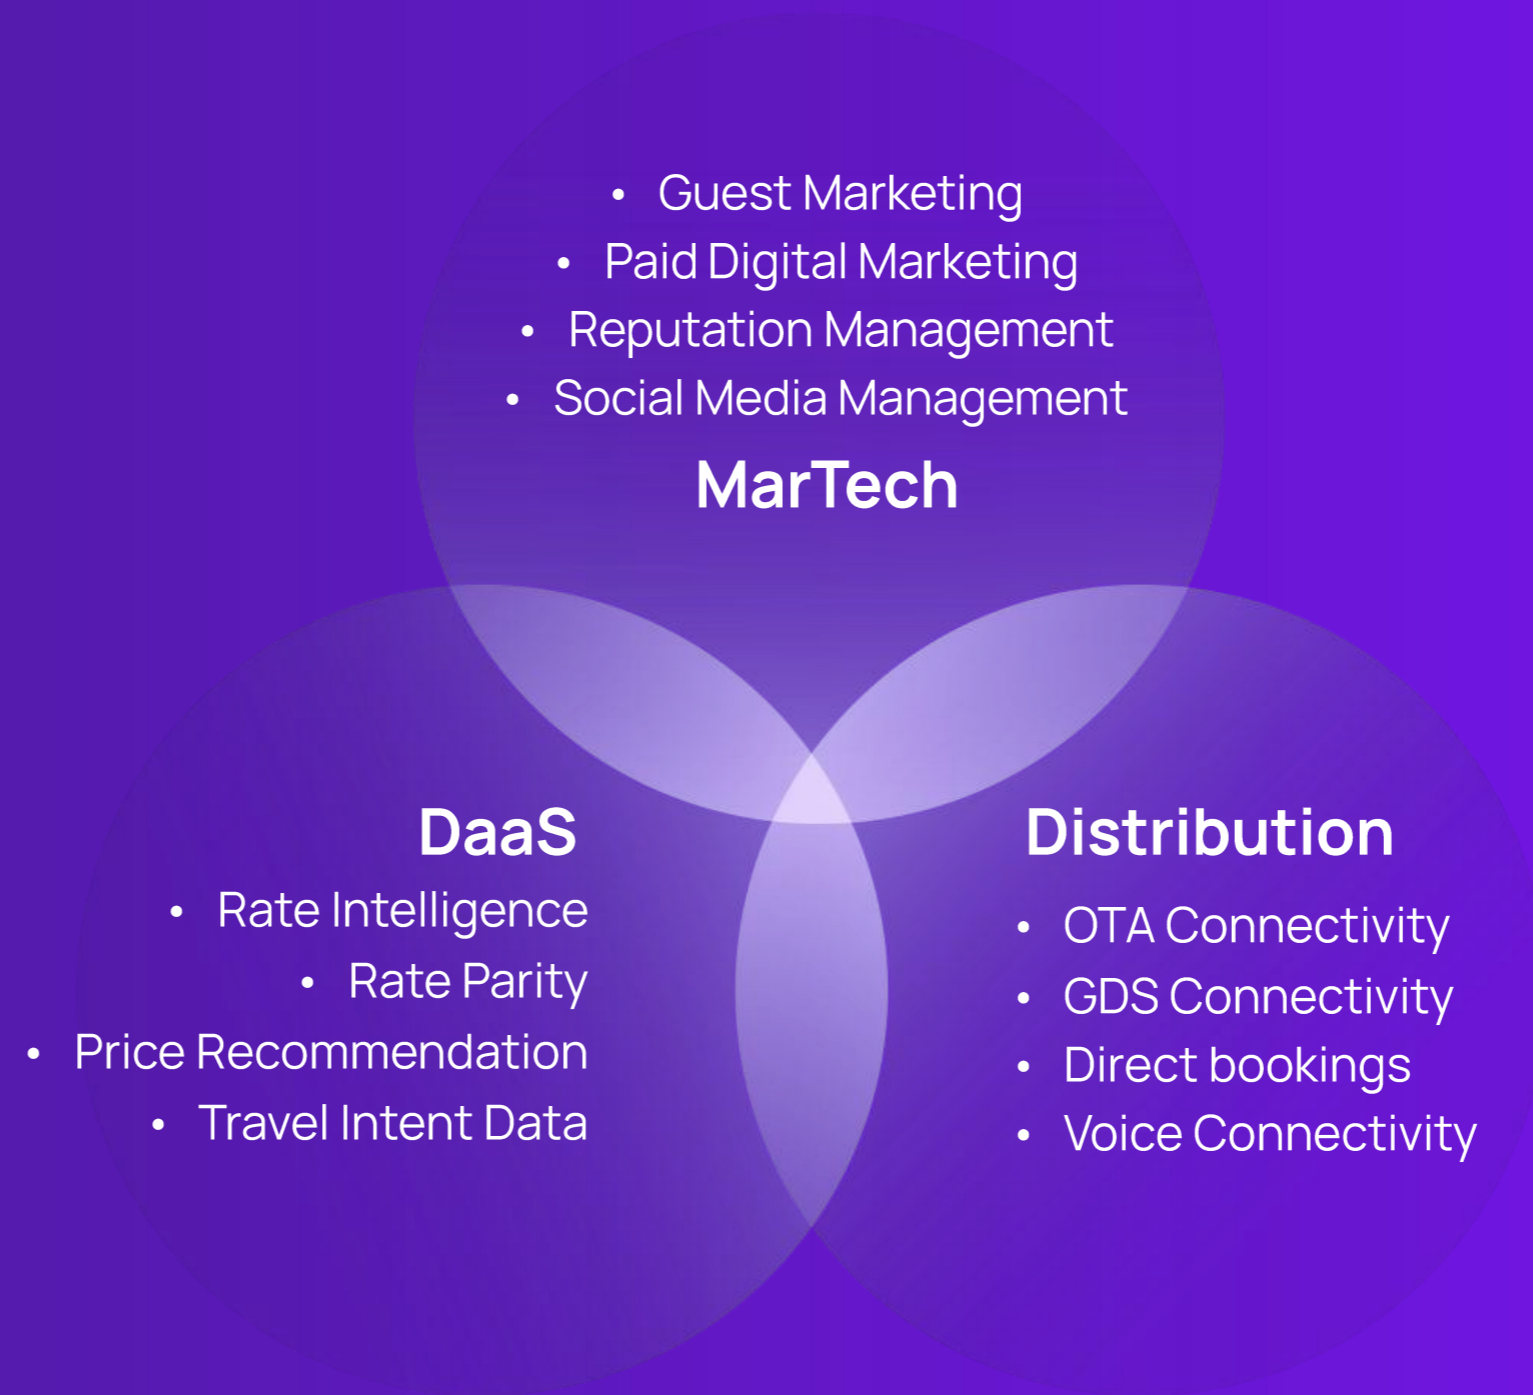 • Guest Marketing
• Paid Digital Marketing
• Reputation Management
• Social Media Management
MarTech
DaaS
• Rate Intelligence
• Rate Parity
• Price Recommendation
• Travel Intent Data
Distribution
• OTA Connectivity
• GDS Connectivity
• Direct bookings
• Voice Connectivity